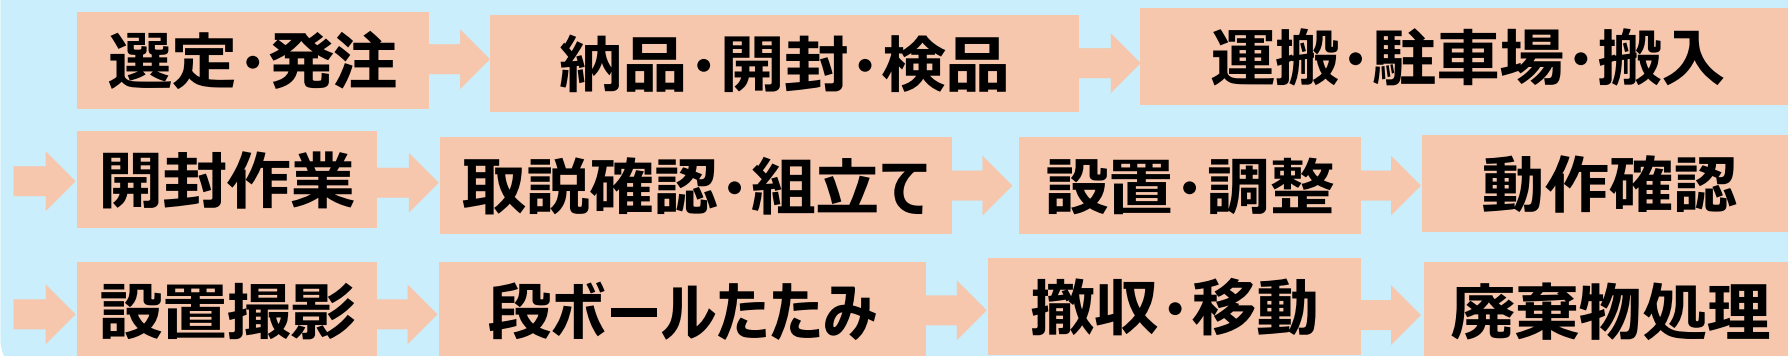 選定・発注
納品・開封・検品
運搬・駐車場・搬入
開封作業
取説確認・組立て
設置・調整
動作確認
設置撮影
段ボールたたみ
撤収・移動
廃棄物処理